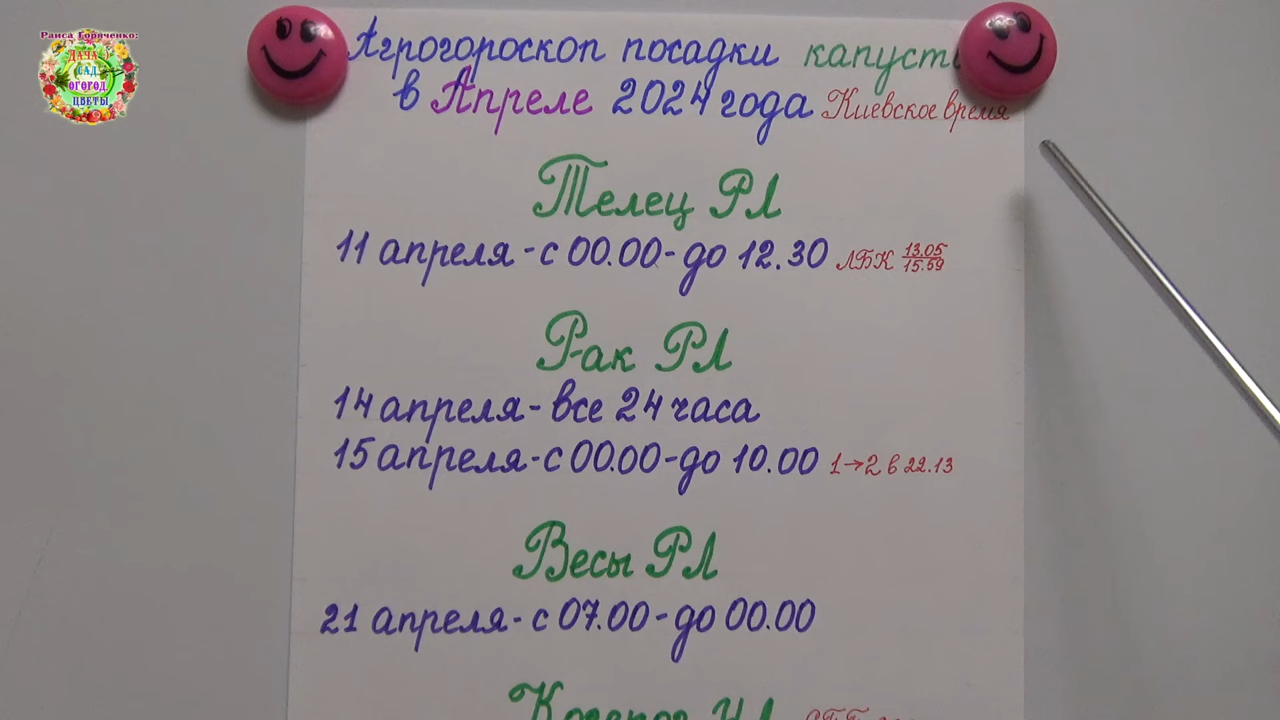 Раиса Горяченко:
ДАЧА
САД
ОГОРОД
ЦВЕТЫ
Агрогороскоп посадки капусты
в Апреле 2024 года Киевское время
Телец РЛ
11 апреля - с 00.00 - до 12.30 ЛБК 13.05
15.59
Рак РЛ
14 апреля - все 24 часа
15 апреля - с 00.00 - до 10.00 1→2 в 22.13
Весы РЛ
21 апреля - с 07.00 - до 00.00